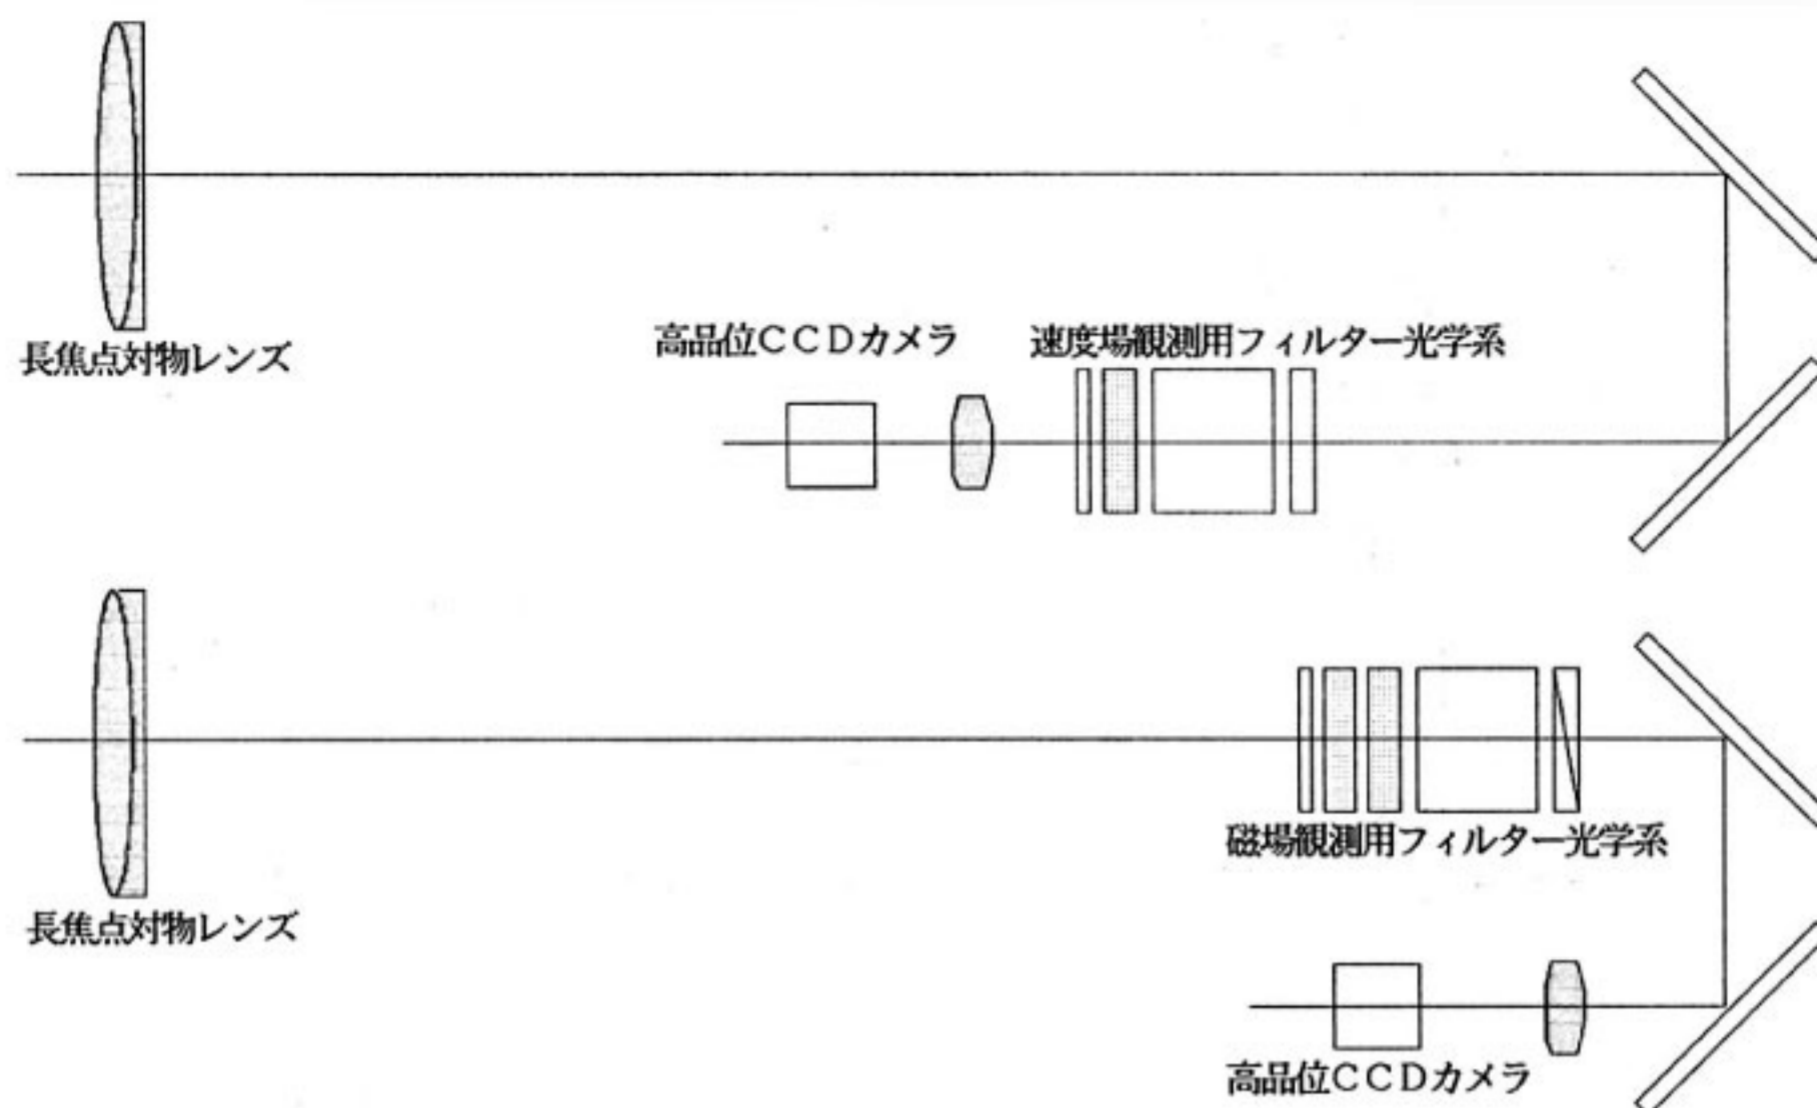 長焦点対物レンズ
高品位ＣＣＤカメラ
速度場観測用フィルター光学系
磁場観測用フィルター光学系
長焦点対物レンズ
高品位ＣＣＤカメラ